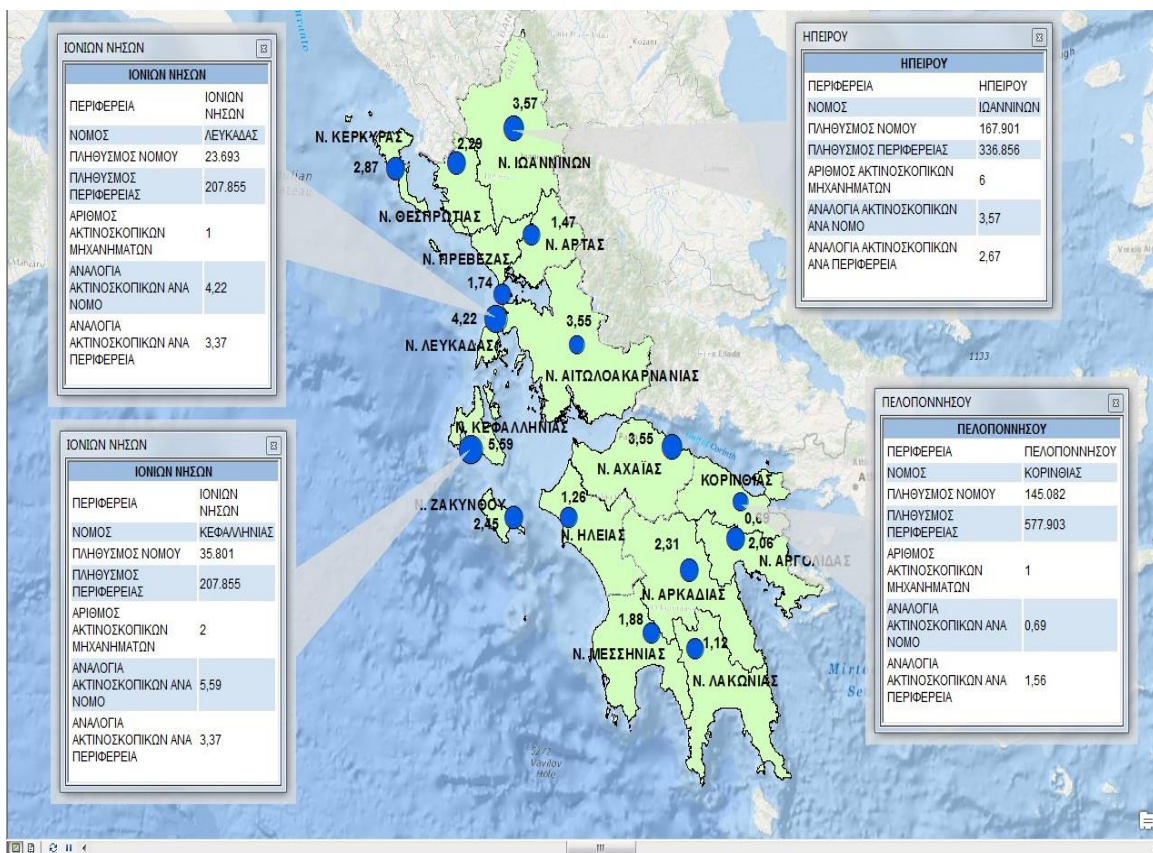 ΙΟΝΙΩΝ ΝΗΣΩΝ
ΙΟΝΙΩΝ ΝΗΣΩΝ
ΠΕΡΙΦΕΡΕΙΑ ΙΟΝΙΩΝ
ΝΗΣΩΝ
ΝΟΜΟΣ ΛΕΥΚΑΔΑΣ
ΠΛΗΘΥΣΜΟΣ ΝΟΜΟΥ 23.693
ΠΛΗΘΥΣΜΟΣ
ΠΕΡΙΦΕΡΕΙΑΣ 207.855
ΑΡΙΘΜΟΣ
ΑΚΤΙΝΟΣΚΟΠΙΚΩΝ 1
ΜΗΧΑΝΗΜΑΤΩΝ
ΑΝΑΛΟΓΙΑ
ΑΚΤΙΝΟΣΚΟΠΙΚΩΝ ΑΝΑ 4,22
ΝΟΜΟ
ΑΝΑΛΟΓΙΑ
ΑΚΤΙΝΟΣΚΟΠΙΚΩΝ ΑΝΑ 3,37
ΠΕΡΙΦΕΡΕΙΑ
ΗΠΕΙΡΟΥ
ΗΠΕΙΡΟΥ
ΠΕΡΙΦΕΡΕΙΑ ΗΠΕΙΡΟΥ
ΝΟΜΟΣ ΙΩΑΝΝΙΝΩΝ
ΠΛΗΘΥΣΜΟΣ ΝΟΜΟΥ 167.901
ΠΛΗΘΥΣΜΟΣ ΠΕΡΙΦΕΡΕΙΑΣ 336.856
ΑΡΙΘΜΟΣ ΑΚΤΙΝΟΣΚΟΠΙΚΩΝ
ΜΗΧΑΝΗΜΑΤΩΝ 6
ΑΝΑΛΟΓΙΑ ΑΚΤΙΝΟΣΚΟΠΙΚΩΝ
ΑΝΑ ΝΟΜΟ 3,57
ΑΝΑΛΟΓΙΑ ΑΚΤΙΝΟΣΚΟΠΙΚΩΝ
ΑΝΑ ΠΕΡΙΦΕΡΕΙΑ 2,67
3,57
Ν. ΚΕΡΚΥΡΑΣ
2,29
2,87
Ν. ΙΩΑΝΝΙΝΩΝ
Ν. ΘΕΣΠΡΩΤΙΑΣ
1,47
Ν. ΑΡΤΑΣ
Ν. ΠΡΕΒΕΖΑΣ
1,74
4,22
3,55
Ν. ΛΕΥΚΑΔΑΣ
Ν. ΑΙΤΩΛΟΑΚΑΡΝΑΝΙΑΣ
Ν. ΚΕΦΑΛΛΗΝΙΑΣ
5,59
3,55
Ν. ΑΧΑΪΑΣ
ΚΟΡΙΝΘΙΑΣ
0,69
Ν. ΖΑΚΥΝΘΟΥ
2,45
1,26
Ν. ΗΛΕΙΑΣ
2,06
Ν. ΑΡΓΟΛΙΔΑΣ
2,31
Ν. ΑΡΚΑΔΙΑΣ
1,88
Ν. ΜΕΣΣΗΝΙΑΣ
1,12
Ν. ΛΑΚΩΝΙΑΣ
1133
Gulf of Corinth
5272
Vavilov
Hole
ΙΟΝΙΩΝ ΝΗΣΩΝ
ΙΟΝΙΩΝ ΝΗΣΩΝ
ΠΕΡΙΦΕΡΕΙΑ ΙΟΝΙΩΝ
ΝΗΣΩΝ
ΝΟΜΟΣ ΚΕΦΑΛΛΗΝΙΑΣ
ΠΛΗΘΥΣΜΟΣ ΝΟΜΟΥ 35.801
ΠΛΗΘΥΣΜΟΣ
ΠΕΡΙΦΕΡΕΙΑΣ 207.855
ΑΡΙΘΜΟΣ
ΑΚΤΙΝΟΣΚΟΠΙΚΩΝ 2
ΜΗΧΑΝΗΜΑΤΩΝ
ΑΝΑΛΟΓΙΑ
ΑΚΤΙΝΟΣΚΟΠΙΚΩΝ ΑΝΑ 5,59
ΝΟΜΟ
ΑΝΑΛΟΓΙΑ
ΑΚΤΙΝΟΣΚΟΠΙΚΩΝ ΑΝΑ 3,37
ΠΕΡΙΦΕΡΕΙΑ
ΠΕΛΟΠΟΝΝΗΣΟΥ
ΠΕΛΟΠΟΝΝΗΣΟΥ
ΠΕΡΙΦΕΡΕΙΑ ΠΕΛΟΠΟΝΝΗΣΟΥ
ΝΟΜΟΣ ΚΟΡΙΝΘΙΑΣ
ΠΛΗΘΥΣΜΟΣ ΝΟΜΟΥ 145.082
ΠΛΗΘΥΣΜΟΣ
ΠΕΡΙΦΕΡΕΙΑΣ 577.903
ΑΡΙΘΜΟΣ
ΑΚΤΙΝΟΣΚΟΠΙΚΩΝ 1
ΜΗΧΑΝΗΜΑΤΩΝ
ΑΝΑΛΟΓΙΑ
ΑΚΤΙΝΟΣΚΟΠΙΚΩΝ ΑΝΑ 0,69
ΝΟΜΟ
ΑΝΑΛΟΓΙΑ
ΑΚΤΙΝΟΣΚΟΠΙΚΩΝ ΑΝΑ 1,56
ΠΕΡΙΦΕΡΕΙΑ